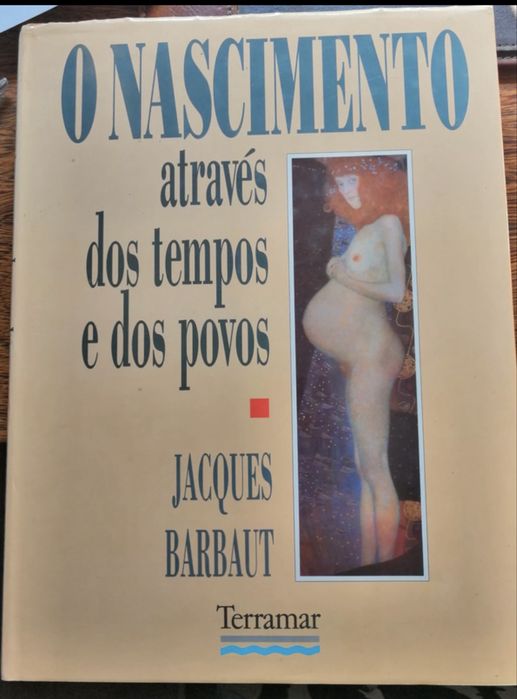 O NASCIMENTO
através
dos tempos
e dos povos
JACQUES
BARBAUT
Terramar